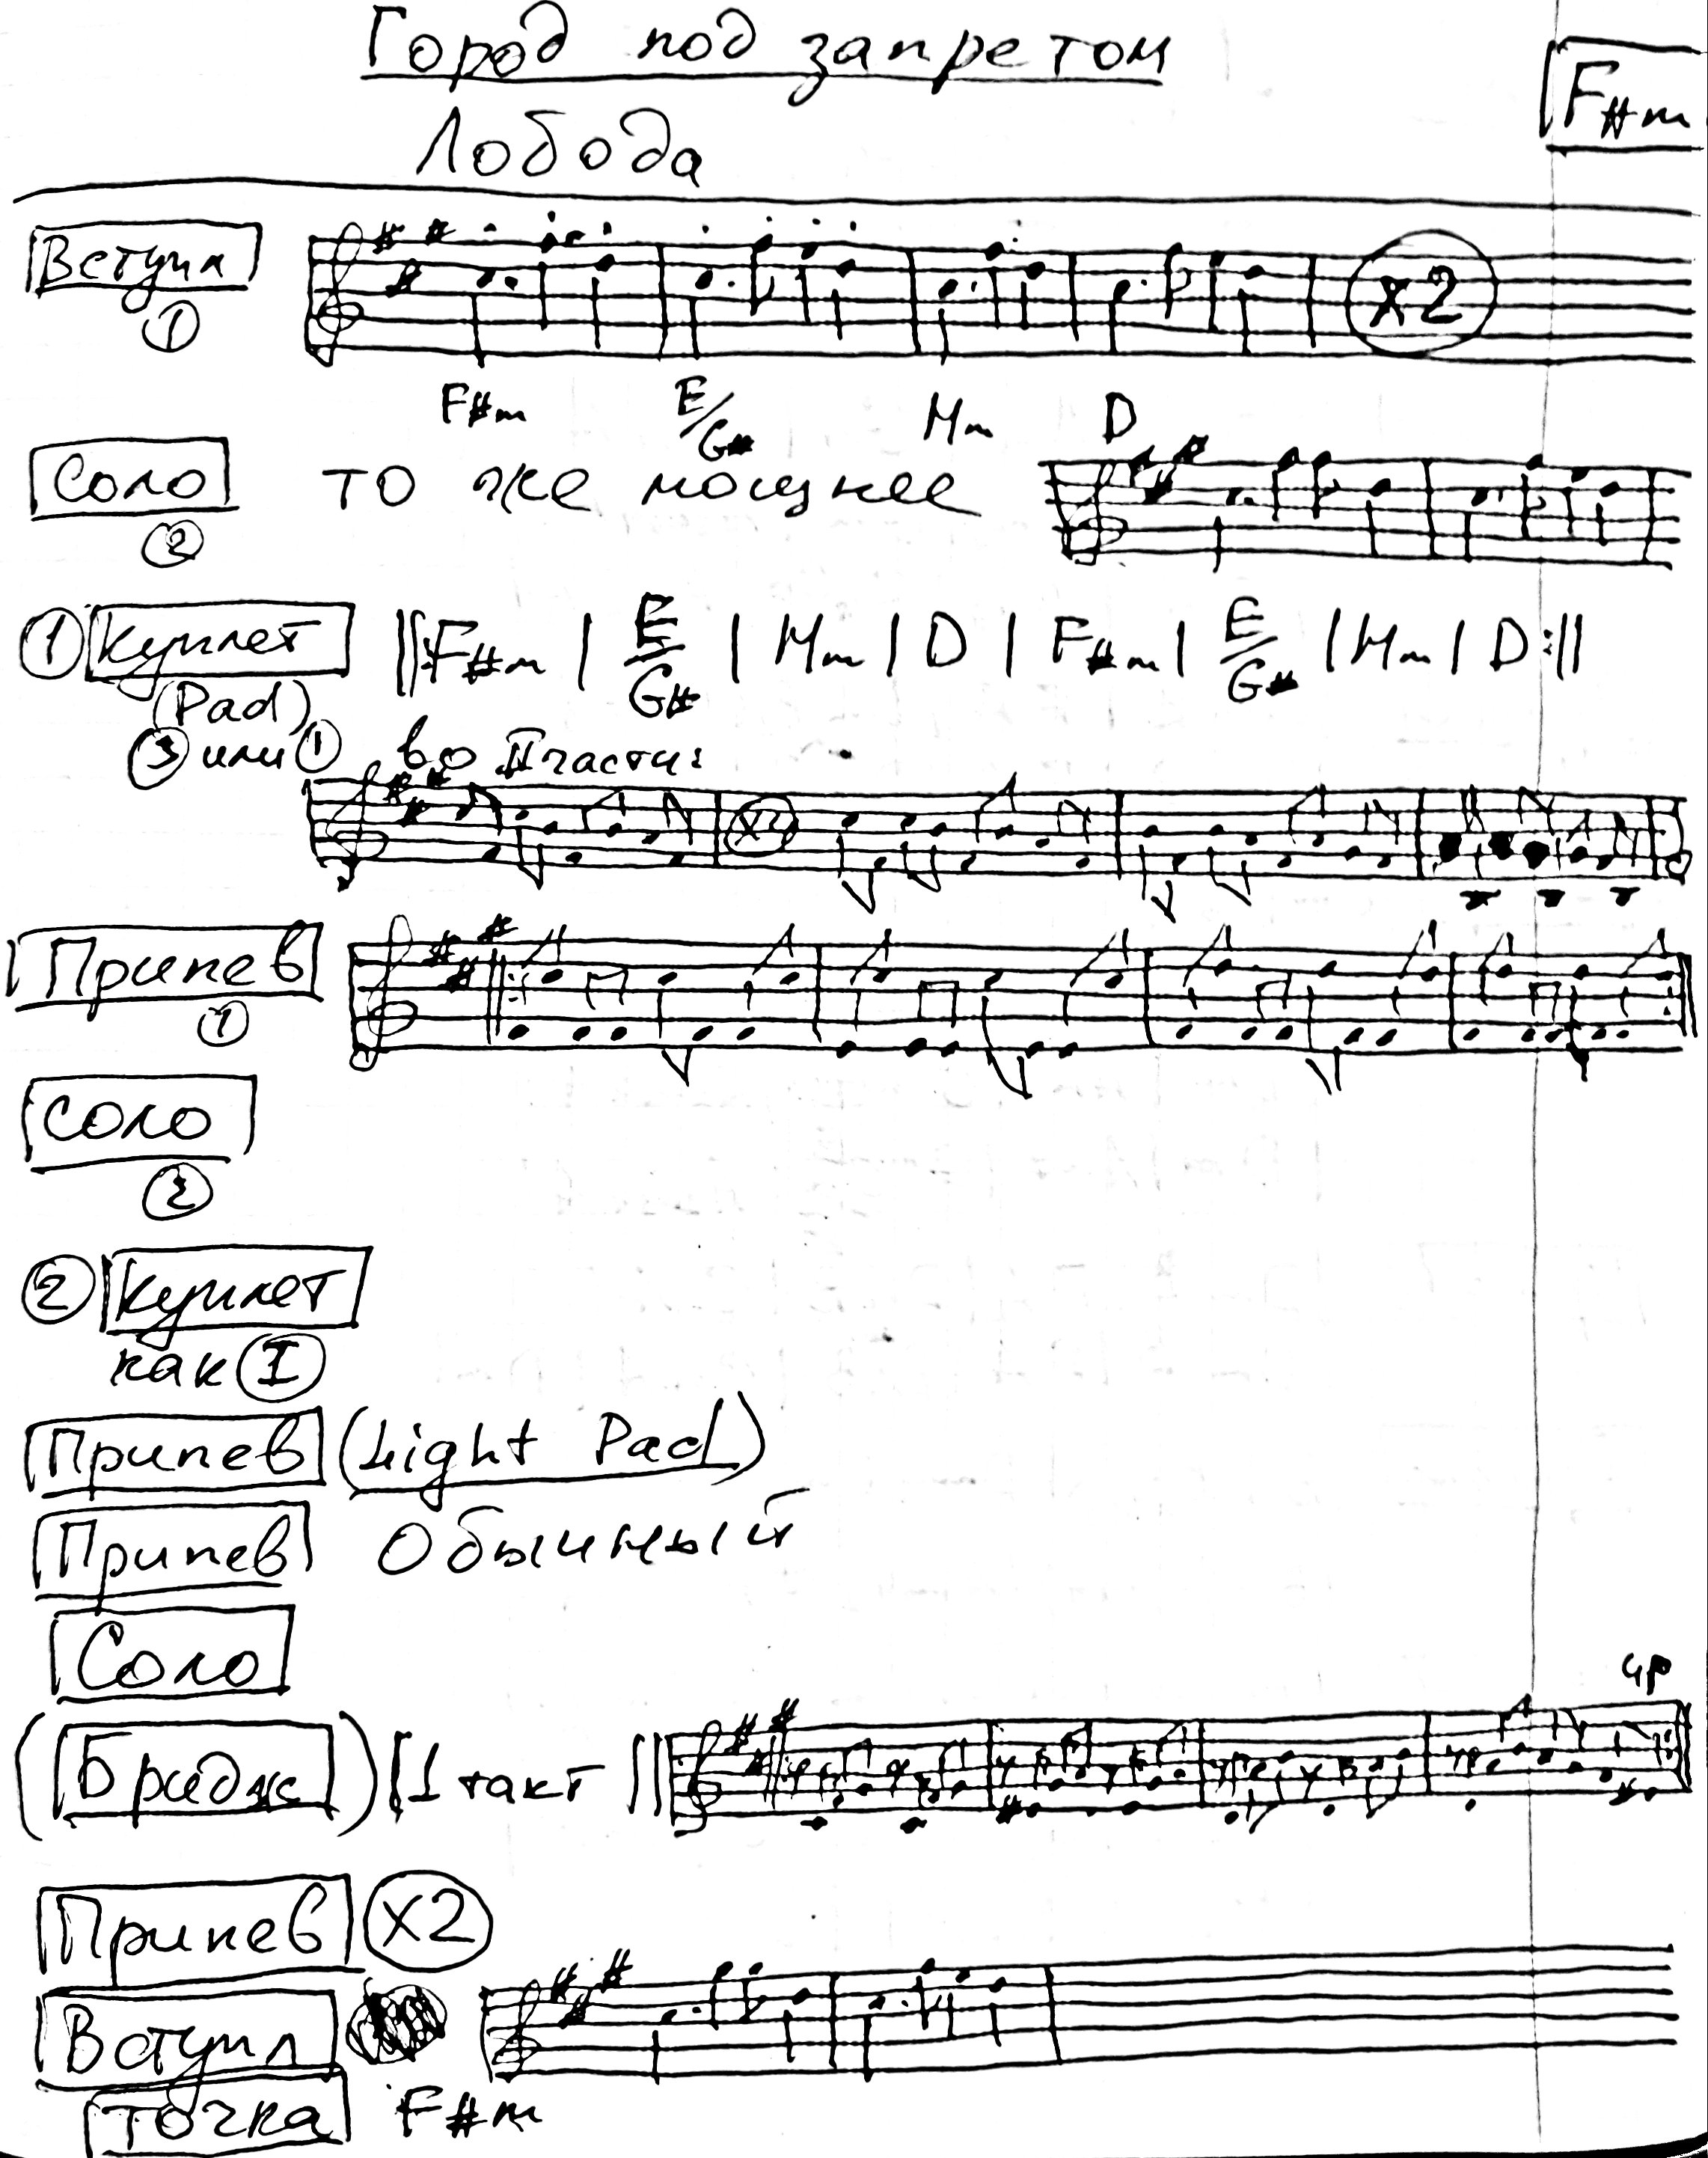 Город под запретом
F#m
Лобода
Вступл
1
x2
F#m E/G# Hm D
Соло то же мощнее
2
1 Куплет ||:F#m | E/G# | Hm | D | F#m | E/G# | Hm | D:||
(Pad)
3 или 1 во II части:
x2
Припев
1
Соло
2
2 Куплет
как I
Припев (Light Pad)
Припев Обычный
Соло
(Бридж) 1 такт
4р
Припев x2
Вступл
точка F#m